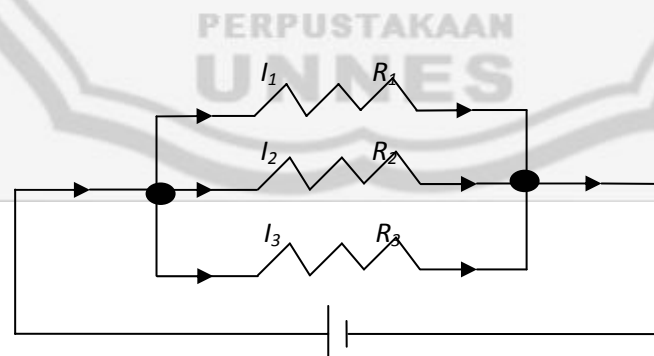 PERPUSTAKAAN
UNNES
I₁ R₁
I₂ R₂
I₃ R₃